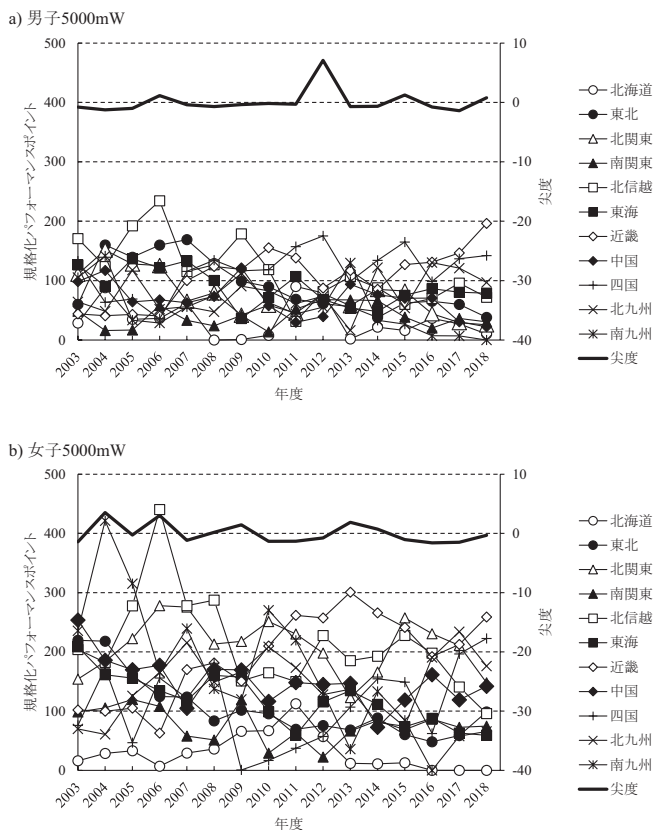 a) 男子5000mW
500
400
300
200
100
0
規格化パフォーマンスポイント
10
0
-10
-20
-30
-40
尖度
2003 2004 2005 2006 2007 2008 2009 2010 2011 2012 2013 2014 2015 2016 2017 2018
年度
北海道
東北
北関東
南関東
北信越
東海
近畿
中国
四国
北九州
南九州
尖度
b) 女子5000mW
500
400
300
200
100
0
規格化パフォーマンスポイント
10
0
-10
-20
-30
-40
尖度
2003 2004 2005 2006 2007 2008 2009 2010 2011 2012 2013 2014 2015 2016 2017 2018
年度
北海道
東北
北関東
南関東
北信越
東海
近畿
中国
四国
北九州
南九州
尖度